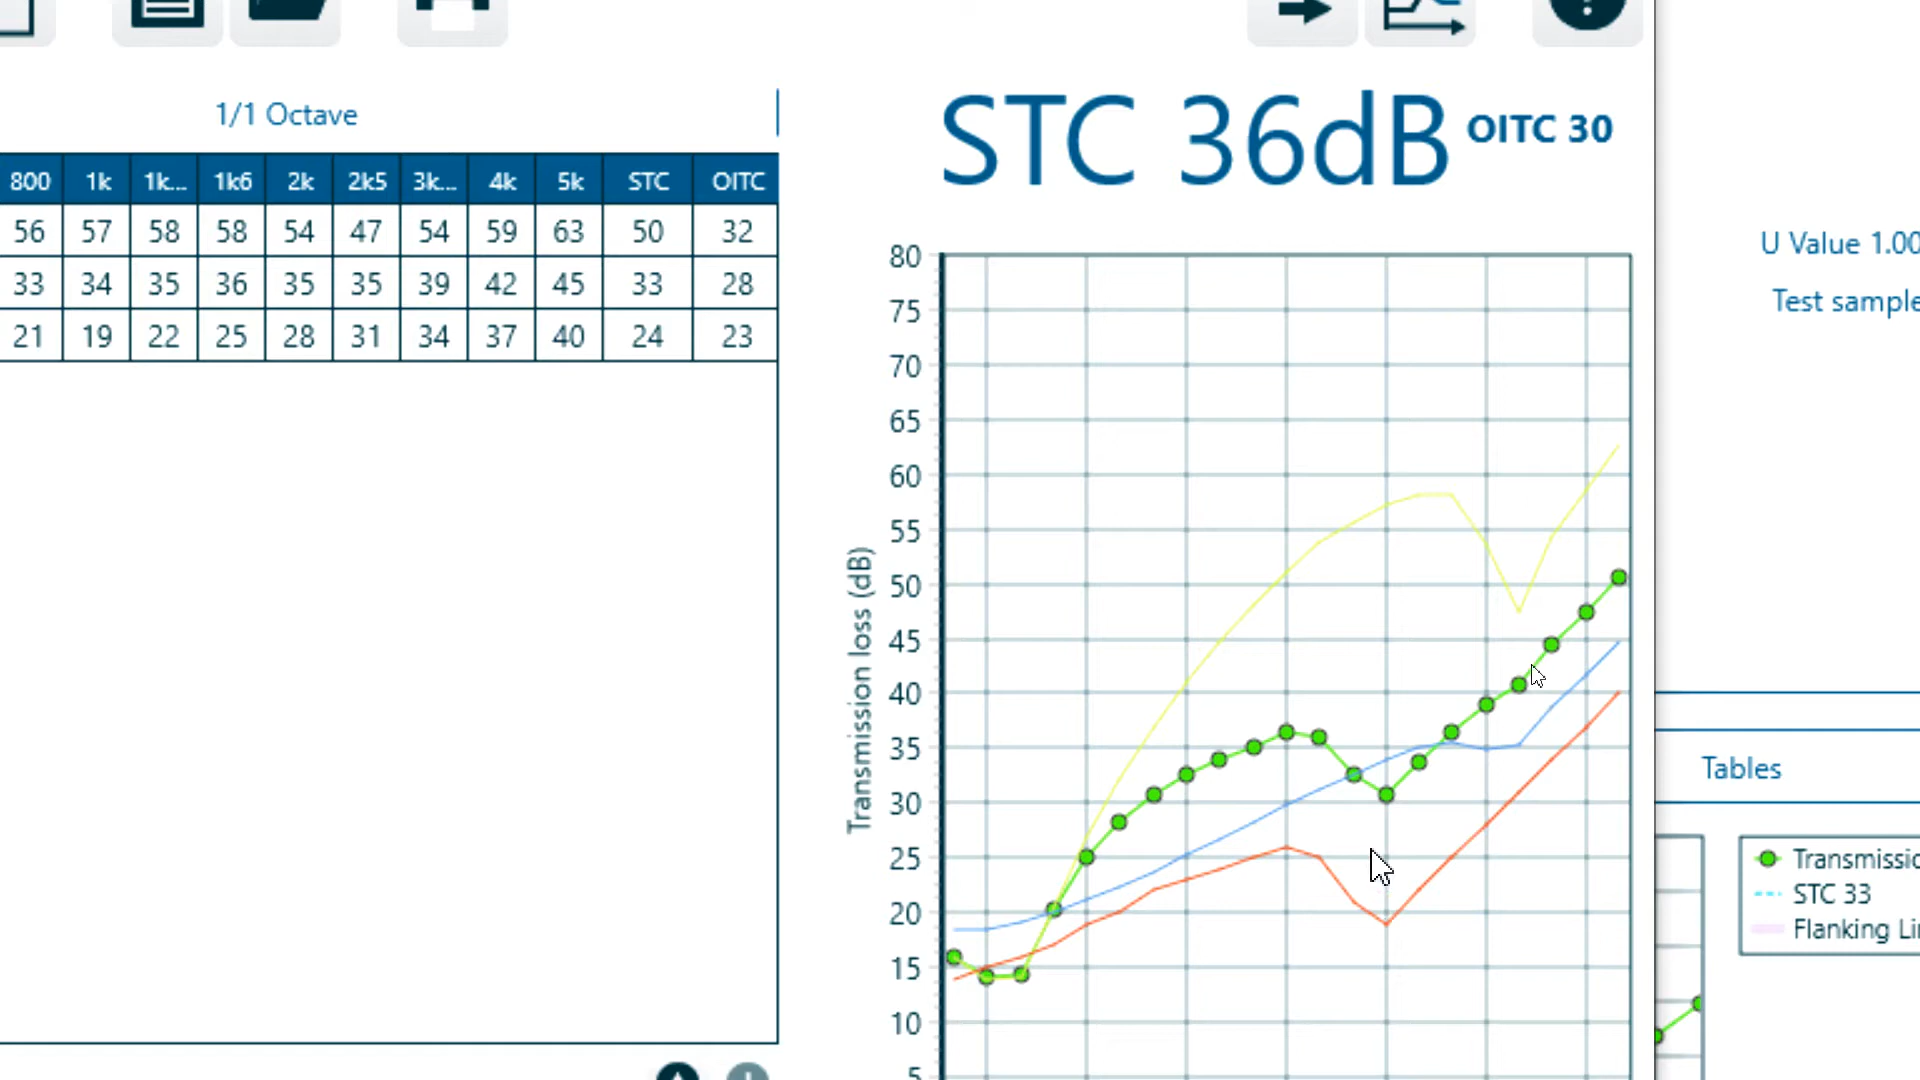 1/1 Octave
800 1k 1k... 1k6 2k 2k5 3k... 4k 5k STC OITC
56 57 58 58 54 47 54 59 63 50 32
33 34 35 36 35 35 39 42 45 33 28
21 19 22 25 28 31 34 37 40 24 23
STC 36dB OITC 30
80
75
70
65
60
55
50
45
40
35
30
25
20
15
10
5
Transmission loss (dB)
U Value 1.00
Test sample
Tables
Transmissio
STC 33
Flanking Li